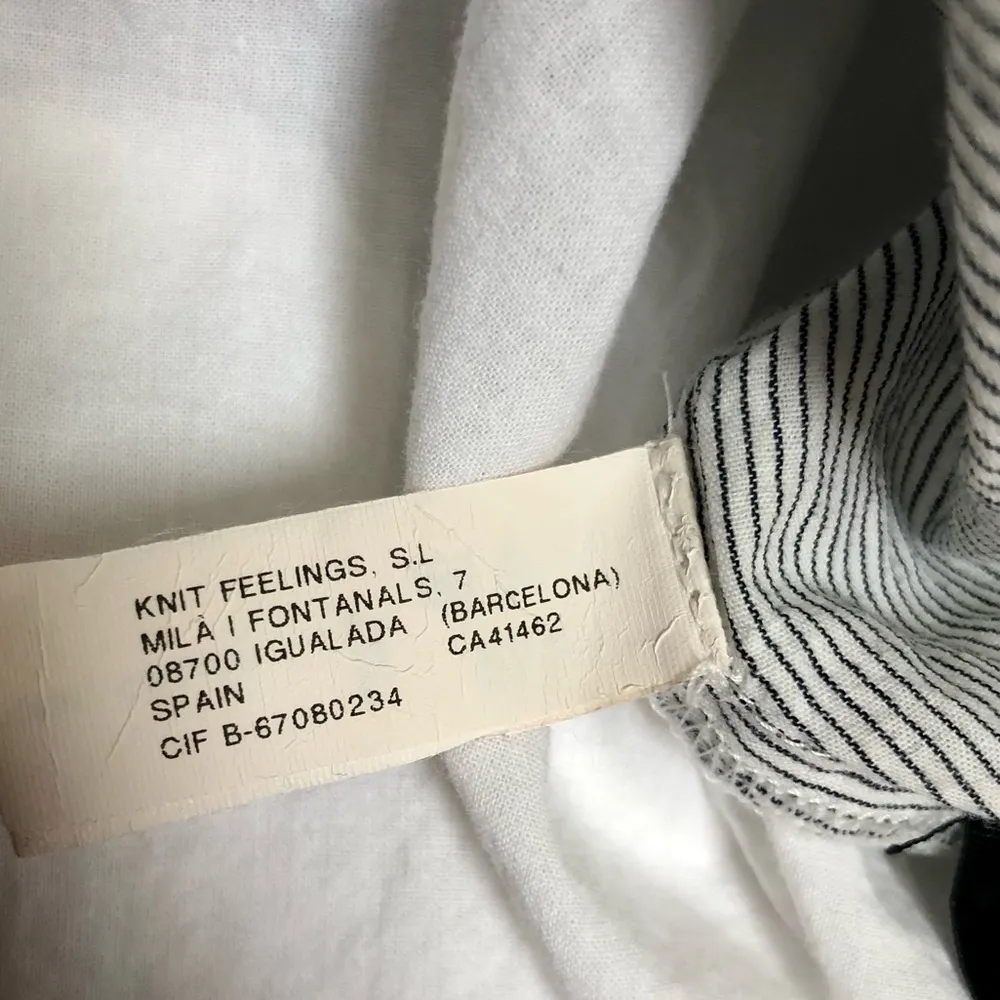 KNIT FEELINGS, S.L
MILÀ I FONTANALS, 7
08700 IGUALADA (BARCELONA)
SPAIN CA41462
CIF B-67080234